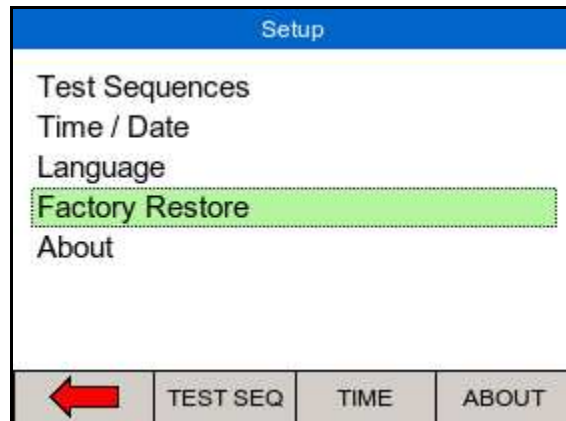 Setup
Test Sequences
Time / Date
Language
Factory Restore
About
TEST SEQ TIME ABOUT